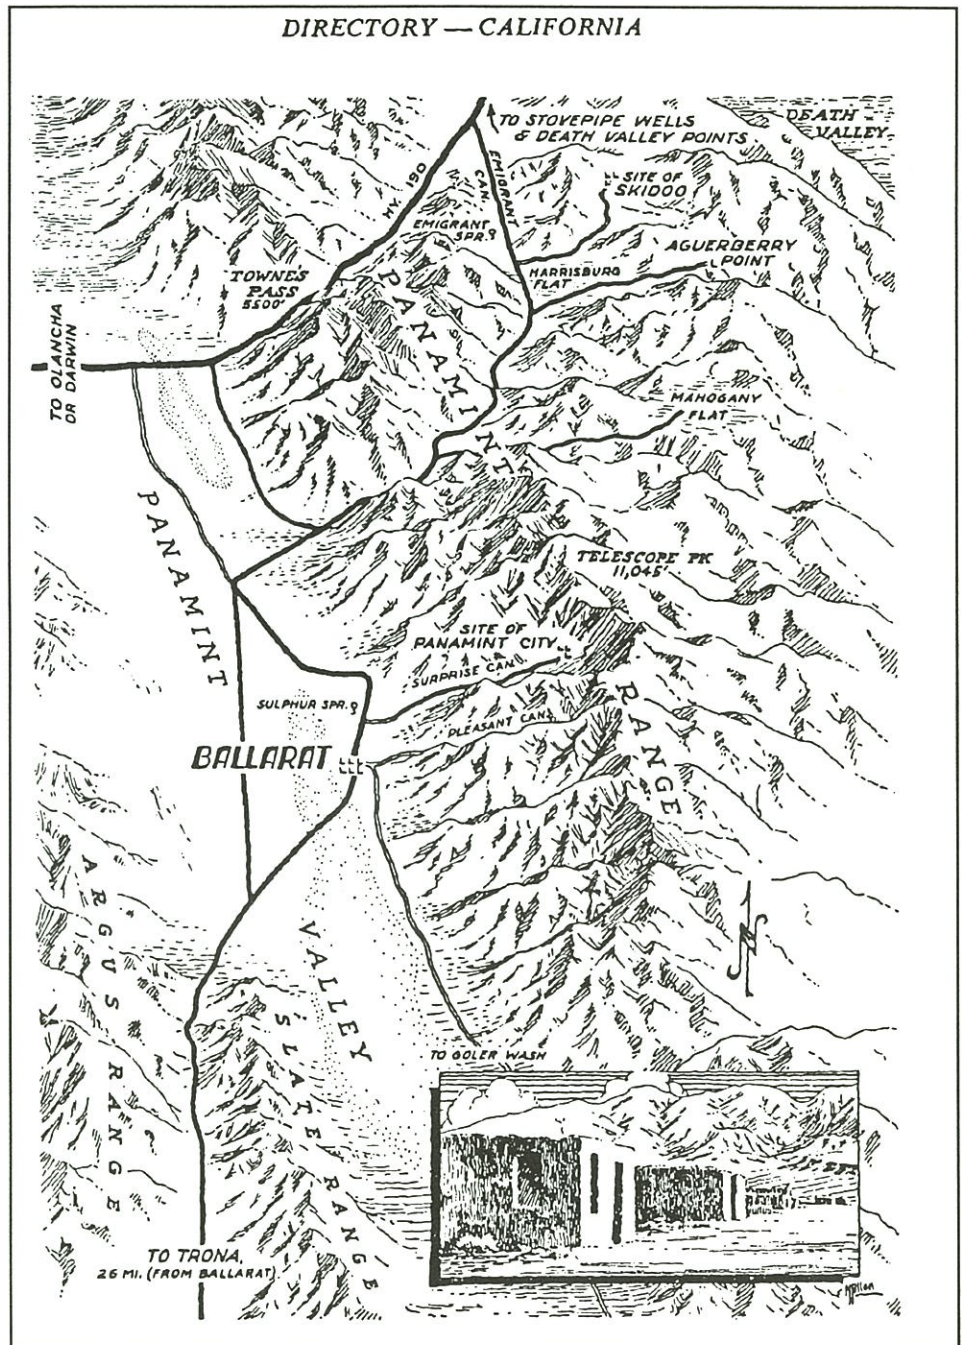 DIRECTORY — CALIFORNIA
TO STOVEPIPE WELLS
& DEATH VALLEY POINTS
DEATH
VALLEY
HY. 190
EMIGRANT
CAN.
SITE OF
SKIDOO
EMIGRANT
SPR.
AGUERBERRY
POINT
TOWNES
PASS
5500'
HARRISBURG
FLAT
PANAMINT
TO OLANCHA
OR DARWIN
MAHOGANY
FLAT
PANAMINT
TELESCOPE PK
11,045'
SITE OF
PANAMINT CITY
SURPRISE CAN.
RANGE
SULPHUR SPR.
PLEASANT CAN.
BALLARAT
ARGUS RANGE
VALLEY
N
SLATE RANGE
TO GOLER WASH
TO TRONA,
26 MI. (FROM BALLARAT)